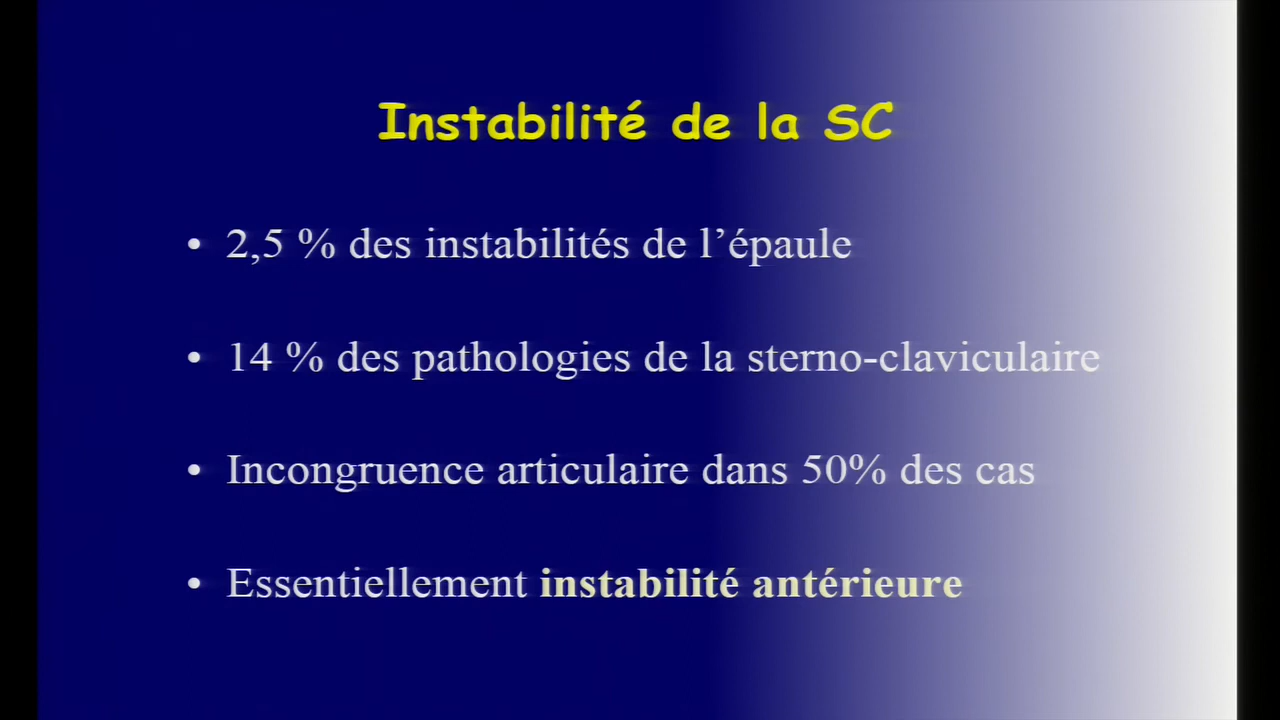 Instabilité de la SC
• 2,5 % des instabilités de l’épaule
• 14 % des pathologies de la sterno-claviculaire
• Incongruence articulaire dans 50% des cas
• Essentiellement instabilité antérieure